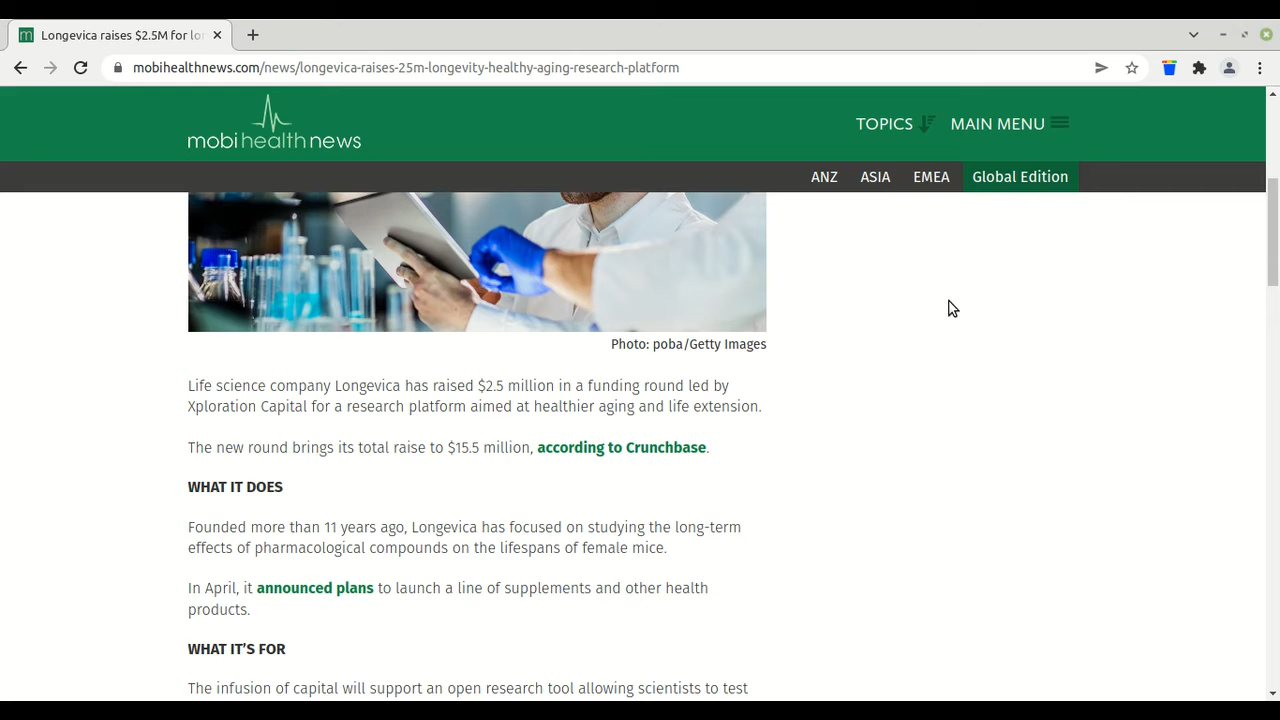 Longevica raises $2.5M for lo
mobihealthnews.com/news/longevica-raises-25m-longevity-healthy-aging-research-platform
mobihealthnews
TOPICS
MAIN MENU
ANZ
ASIA
EMEA
Global Edition
Photo: poba/Getty Images
Life science company Longevica has raised $2.5 million in a funding round led by
Xploration Capital for a research platform aimed at healthier aging and life extension.
The new round brings its total raise to $15.5 million, according to Crunchbase.
WHAT IT DOES
Founded more than 11 years ago, Longevica has focused on studying the long-term
effects of pharmacological compounds on the lifespans of female mice.
In April, it announced plans to launch a line of supplements and other health
products.
WHAT IT’S FOR
The infusion of capital will support an open research tool allowing scientists to test